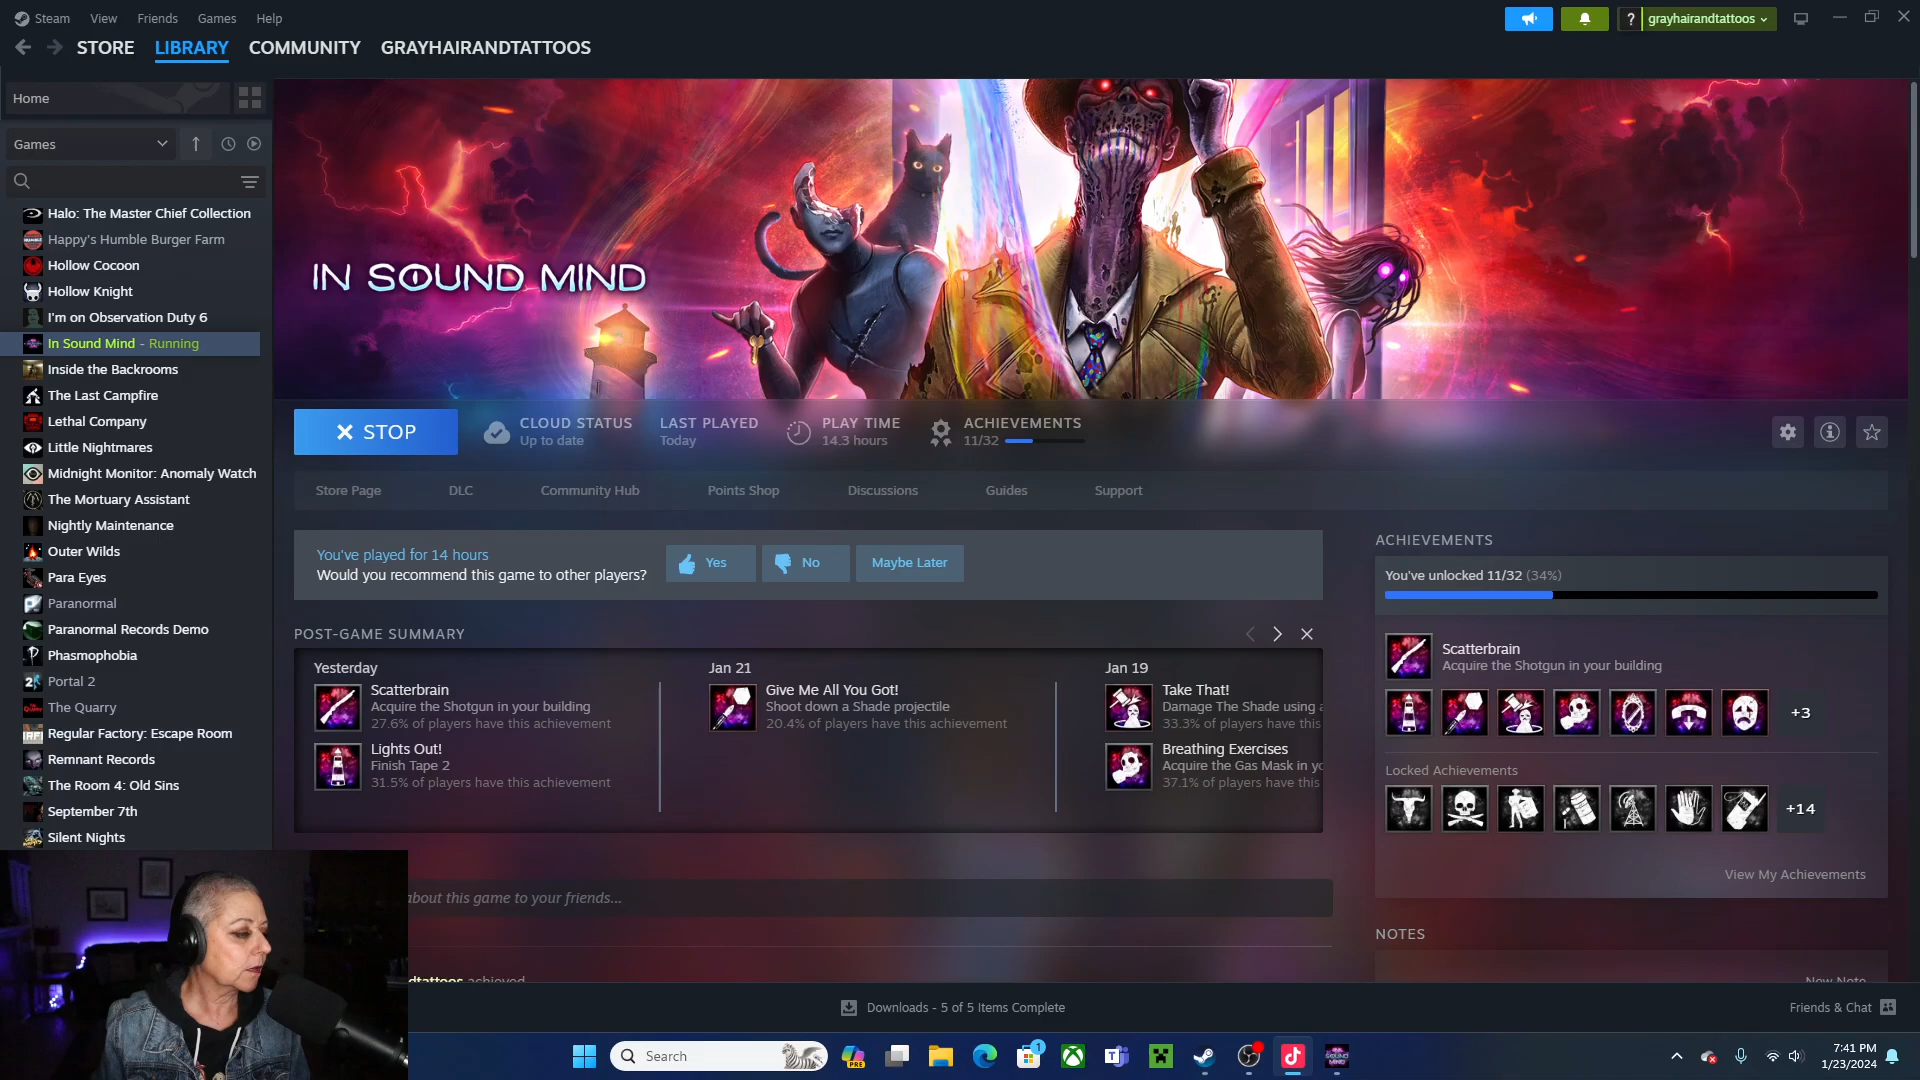 Steam View Friends Games Help
? grayhairandtattoos
STORE LIBRARY COMMUNITY GRAYHAIRANDTATTOOS
Home
Games
Halo: The Master Chief Collection
Happy's Humble Burger Farm
Hollow Cocoon
Hollow Knight
I'm on Observation Duty 6
In Sound Mind - Running
Inside the Backrooms
The Last Campfire
Lethal Company
Little Nightmares
Midnight Monitor: Anomaly Watch
The Mortuary Assistant
Nightly Maintenance
Outer Wilds
Para Eyes
Paranormal
Paranormal Records Demo
Phasmophobia
Portal 2
The Quarry
Regular Factory: Escape Room
Remnant Records
The Room 4: Old Sins
September 7th
Silent Nights
IN SOUND MIND
STOP
CLOUD STATUS
Up to date
LAST PLAYED
Today
PLAY TIME
14.3 hours
ACHIEVEMENTS
11/32
Store Page DLC Community Hub Points Shop Discussions Guides Support
You've played for 14 hours
Would you recommend this game to other players?
Yes No Maybe Later
POST-GAME SUMMARY
Yesterday
Scatterbrain
Acquire the Shotgun in your building
27.6% of players have this achievement
Lights Out!
Finish Tape 2
31.5% of players have this achievement
Jan 21
Give Me All You Got!
Shoot down a Shade projectile
20.4% of players have this achievement
Jan 19
Take That!
Damage The Shade using a
33.3% of players have this
Breathing Exercises
Acquire the Gas Mask in yo
37.1% of players have this
about this game to your friends...
dtattoos achieved
ACHIEVEMENTS
You've unlocked 11/32 (34%)
Scatterbrain
Acquire the Shotgun in your building
+3
Locked Achievements
+14
View My Achievements
NOTES
New Note
Downloads - 5 of 5 Items Complete
Friends & Chat
Search
PRE
1
7:41 PM
1/23/2024